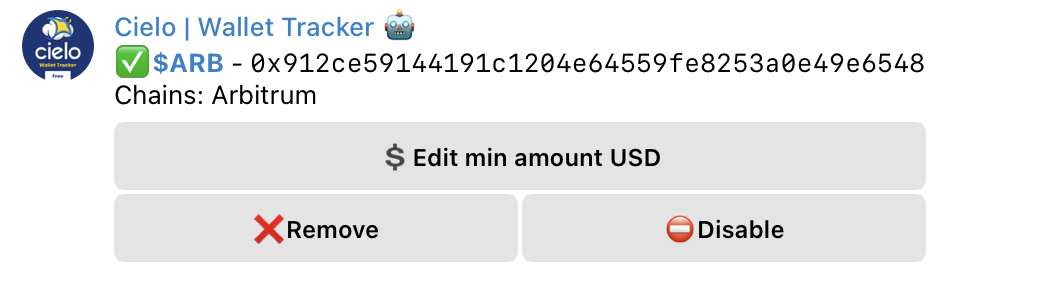 cielo
Wallet Tracker
Free
Cielo | Wallet Tracker 🤖
✅$ARB - 0x912ce59144191c1204e64559fe8253a0e49e6548
Chains: Arbitrum
💲Edit min amount USD
❌Remove
⛔Disable